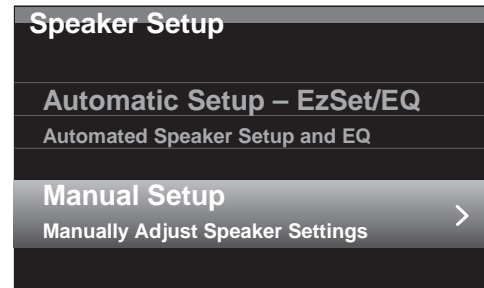 Speaker Setup
Automatic Setup – EzSet/EQ
Automated Speaker Setup and EQ
Manual Setup
Manually Adjust Speaker Settings